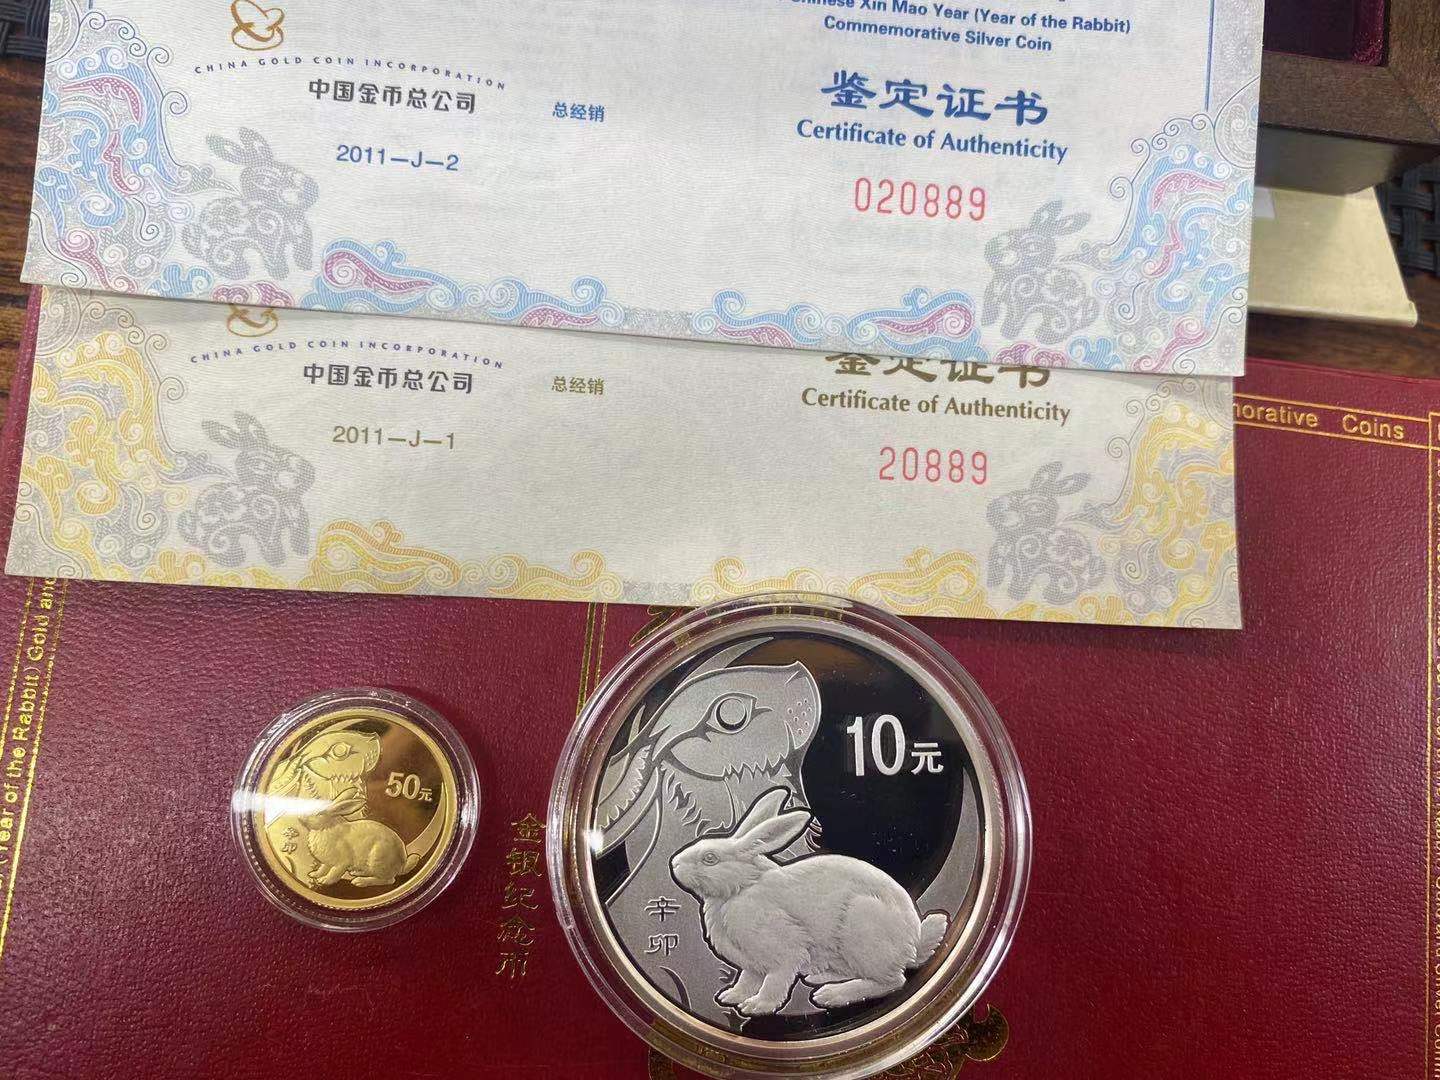 Chinese Xin Mao Year (Year of the Rabbit)
Commemorative Silver Coin
CHINA GOLD COIN INCORPORATION
中国金币总公司
总经销
鉴定证书
Certificate of Authenticity
2011—J—2
020889
CHINA GOLD COIN INCORPORATION
中国金币总公司
总经销
鉴定证书
Certificate of Authenticity
2011—J—1
20889
Coins
(Year of the Rabbit) Gold an
50元
辛卯
10元
辛卯
金银纪念币